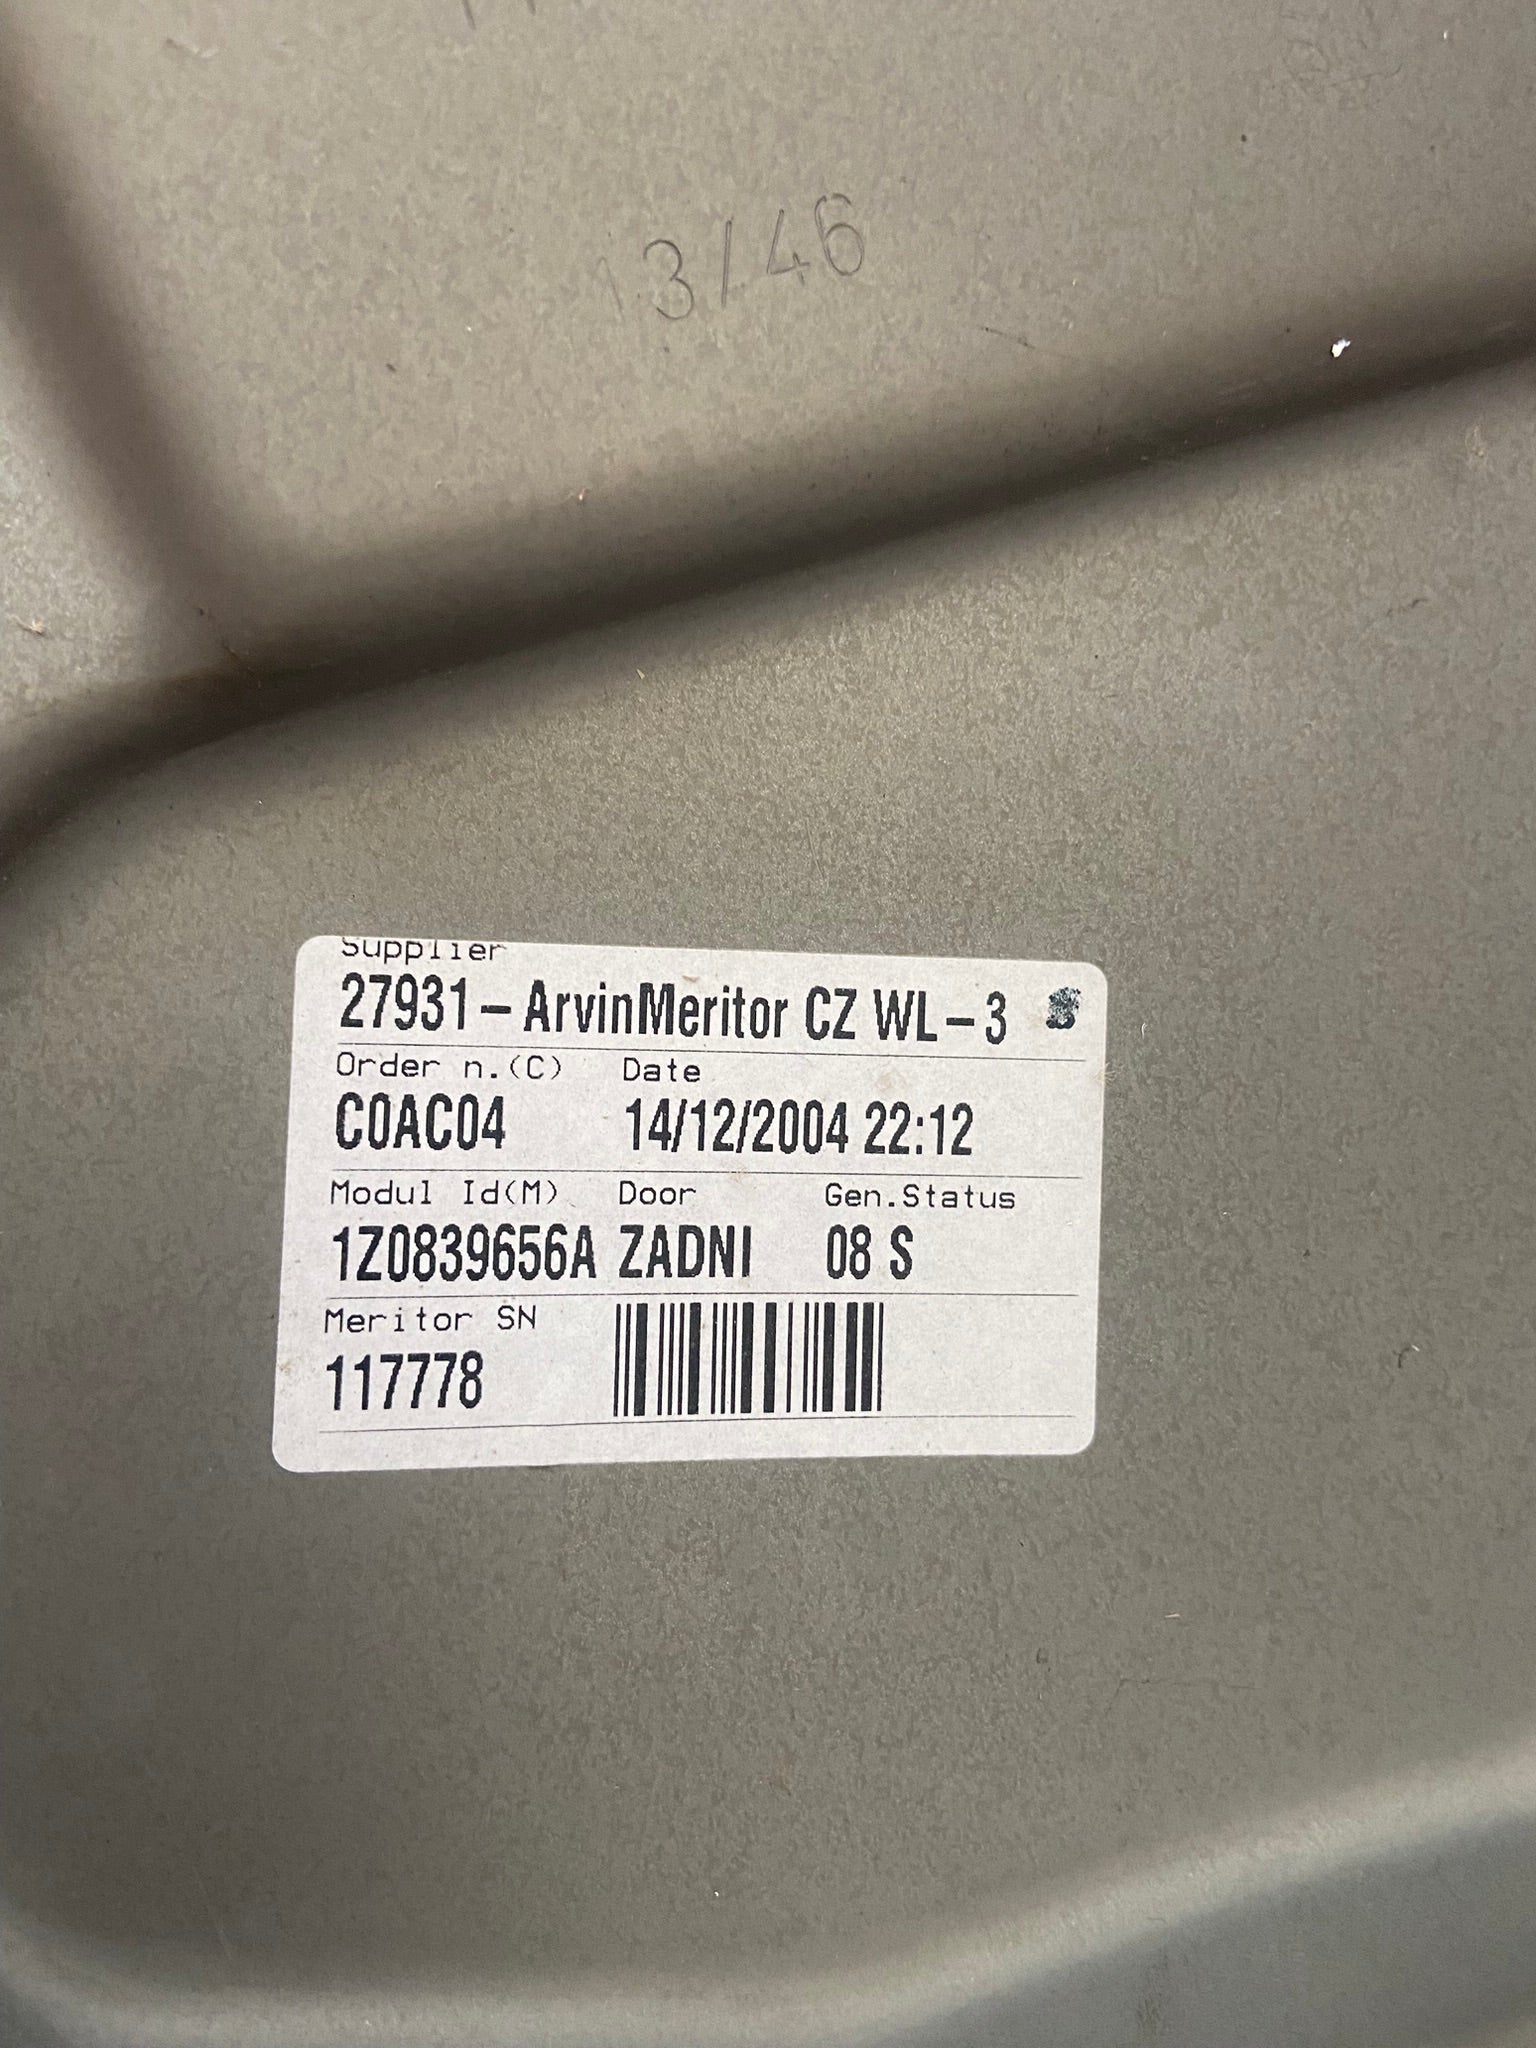 13/46
Supplier
27931-ArvinMeritor CZ WL-3
Order n.(C) Date
C0AC04 14/12/2004 22:12
Modul Id(M) Door Gen.Status
1Z0839656A ZADNI 08 S
Meritor SN
117778